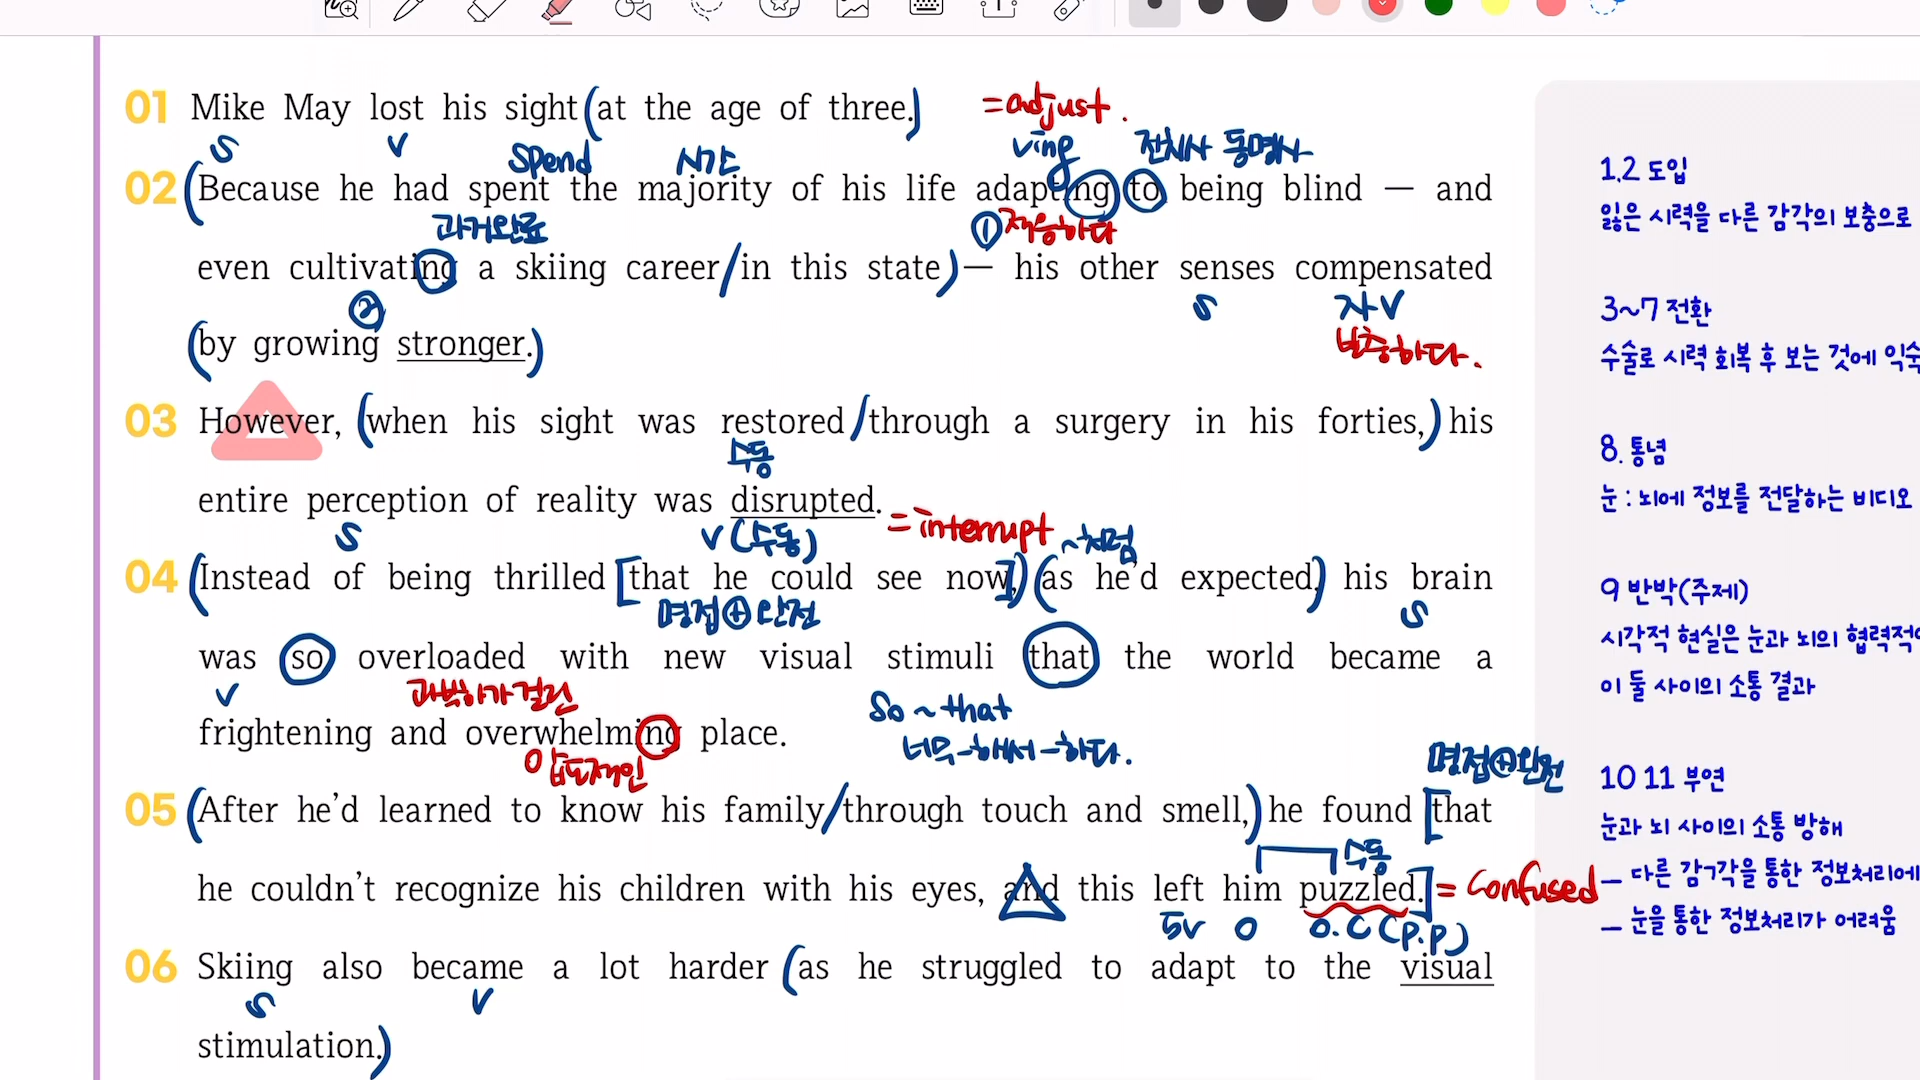 01 Mike May lost his sight (at the age of three.) = adjust.
S V spend 시간 ving 전치사 동명사
02 (Because he had spent the majority of his life adapting to being blind — and
과거완료 ① 적응하다
even cultivating a skiing career / in this state) — his other senses compensated
② S 자V
(by growing stronger.) 보충하다.
03 However, (when his sight was restored / through a surgery in his forties,) his
수동
entire perception of reality was disrupted. = interrupt
S V (수동) ~처럼
04 (Instead of being thrilled [that he could see now,]) (as he'd expected,) his brain
명접⊕완전 S
was so overloaded with new visual stimuli that the world became a
V 과부하가 걸린 So ~ that
frightening and overwhelming place.
압도적인 너무 -해서 -하다.
명접⊕완전
05 (After he'd learned to know his family / through touch and smell,) he found [that
수동
he couldn't recognize his children with his eyes, and this left him puzzled.] = confused
5V O O.C (P.P)
06 Skiing also became a lot harder (as he struggled to adapt to the visual
S V
stimulation.)
1,2 도입
잃은 시력을 다른 감각의 보충으로
3~7 전환
수술로 시력 회복 후 보는 것에 익숙
8. 통념
눈 : 뇌에 정보를 전달하는 비디오
9 반박(주제)
시각적 현실은 눈과 뇌의 협력적
이 둘 사이의 소통 결과
10 11 부연
눈과 뇌 사이의 소통 방해
– 다른 감각을 통한 정보처리에
– 눈을 통한 정보처리가 어려움